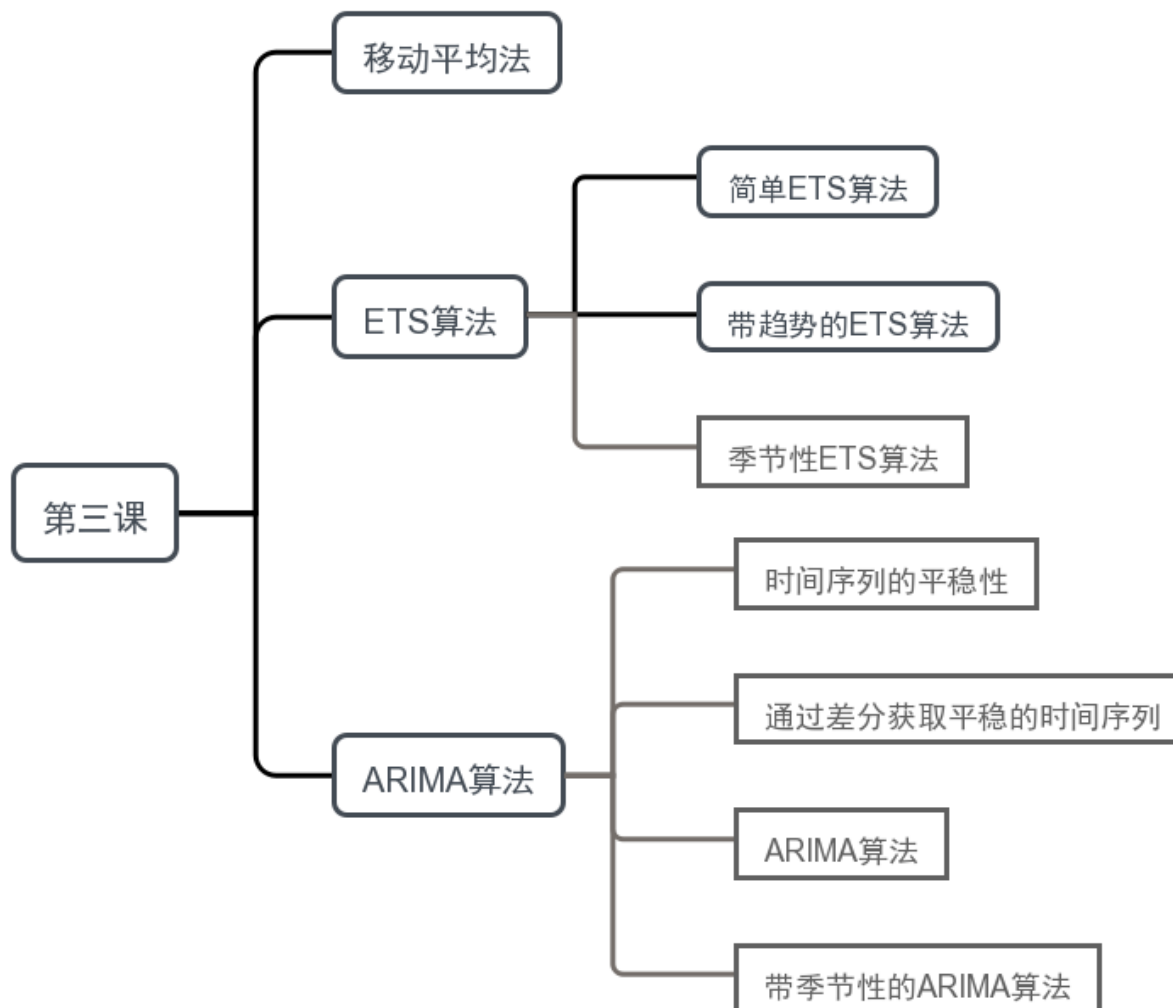 移动平均法
简单ETS算法
带趋势的ETS算法
ETS算法
季节性ETS算法
第三课
时间序列的平稳性
通过差分获取平稳的时间序列
ARIMA算法
ARIMA算法
带季节性的ARIMA算法